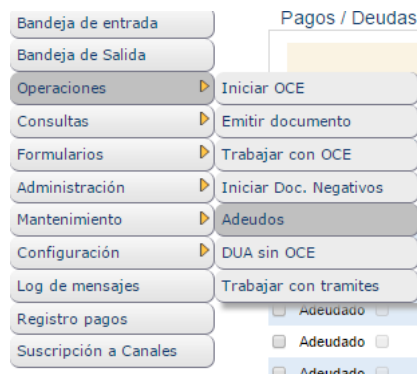 Pagos / Deudas
Bandeja de entrada
Bandeja de Salida
Operaciones
Consultas
Formularios
Administración
Mantenimiento
Configuración
Log de mensajes
Registro pagos
Suscripción a Canales
Iniciar OCE
Emitir documento
Trabajar con OCE
Iniciar Doc. Negativos
Adeudos
DUA sin OCE
Trabajar con tramites
Adeudado
Adeudado
Adeudado